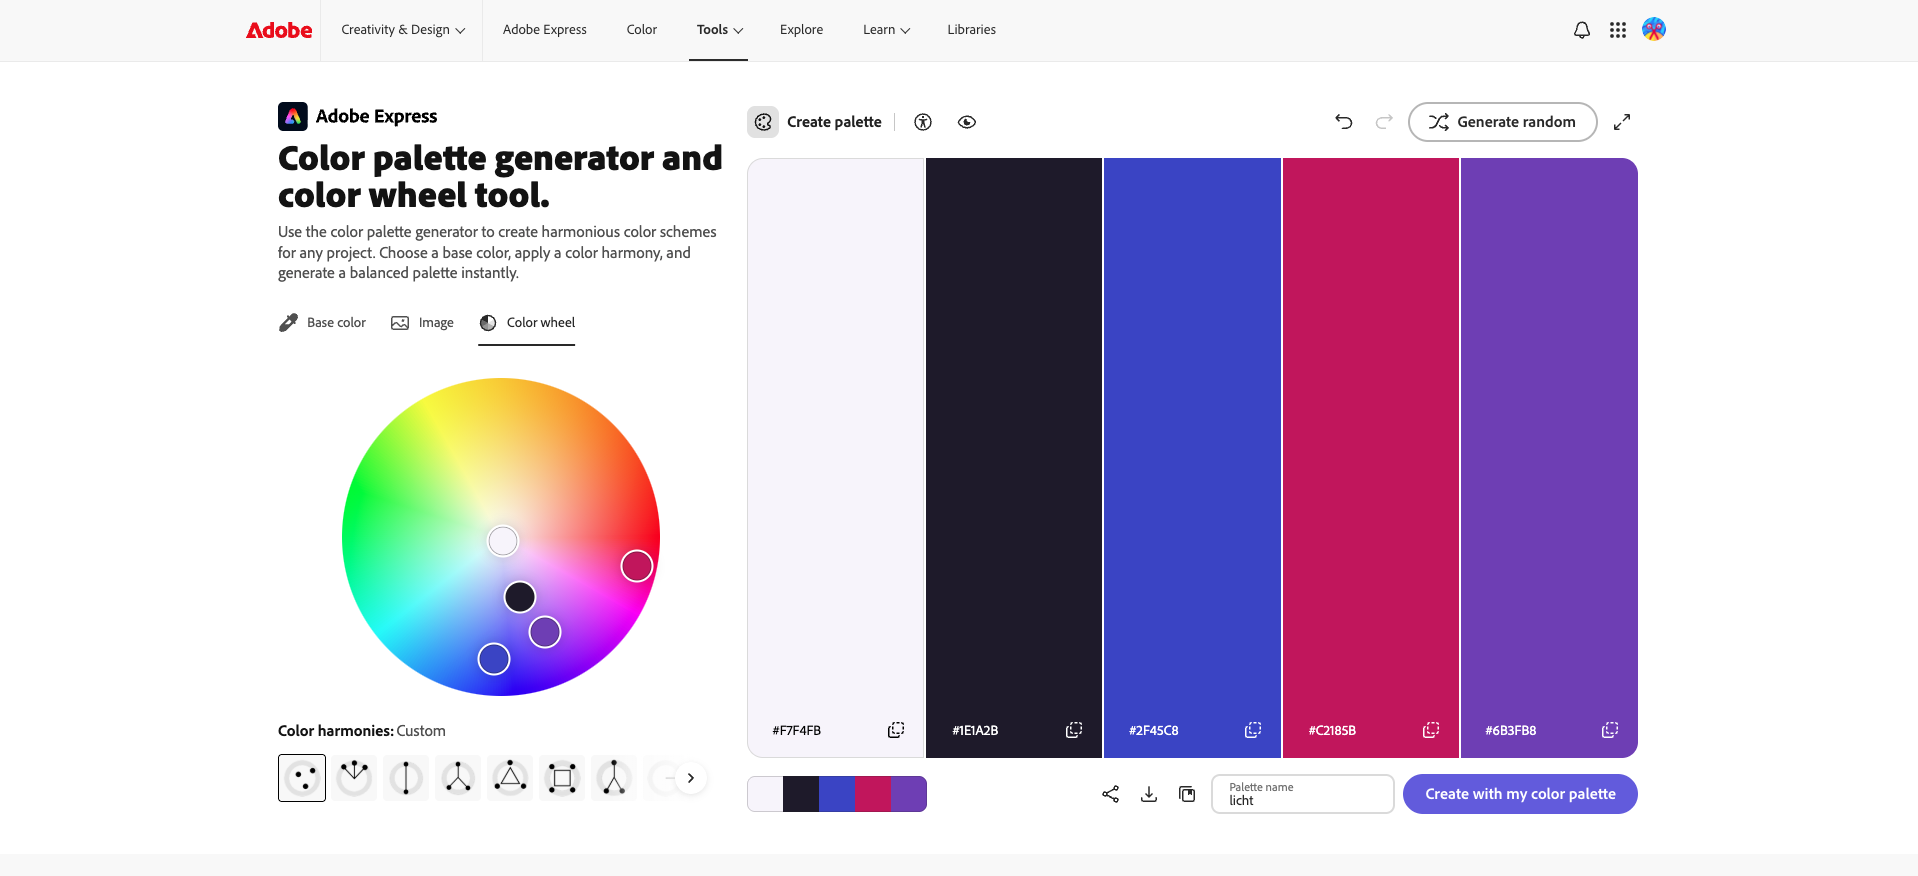 Adobe
Creativity & Design
Adobe Express
Color
Tools
Explore
Learn
Libraries
Adobe Express
Color palette generator and
color wheel tool.
Use the color palette generator to create harmonious color schemes
for any project. Choose a base color, apply a color harmony, and
generate a balanced palette instantly.
Base color
Image
Color wheel
Color harmonies: Custom
Create palette
Generate random
#F7F4FB
#1E1A2B
#2F45C8
#C2185B
#6B3FB8
Palette name
licht
Create with my color palette